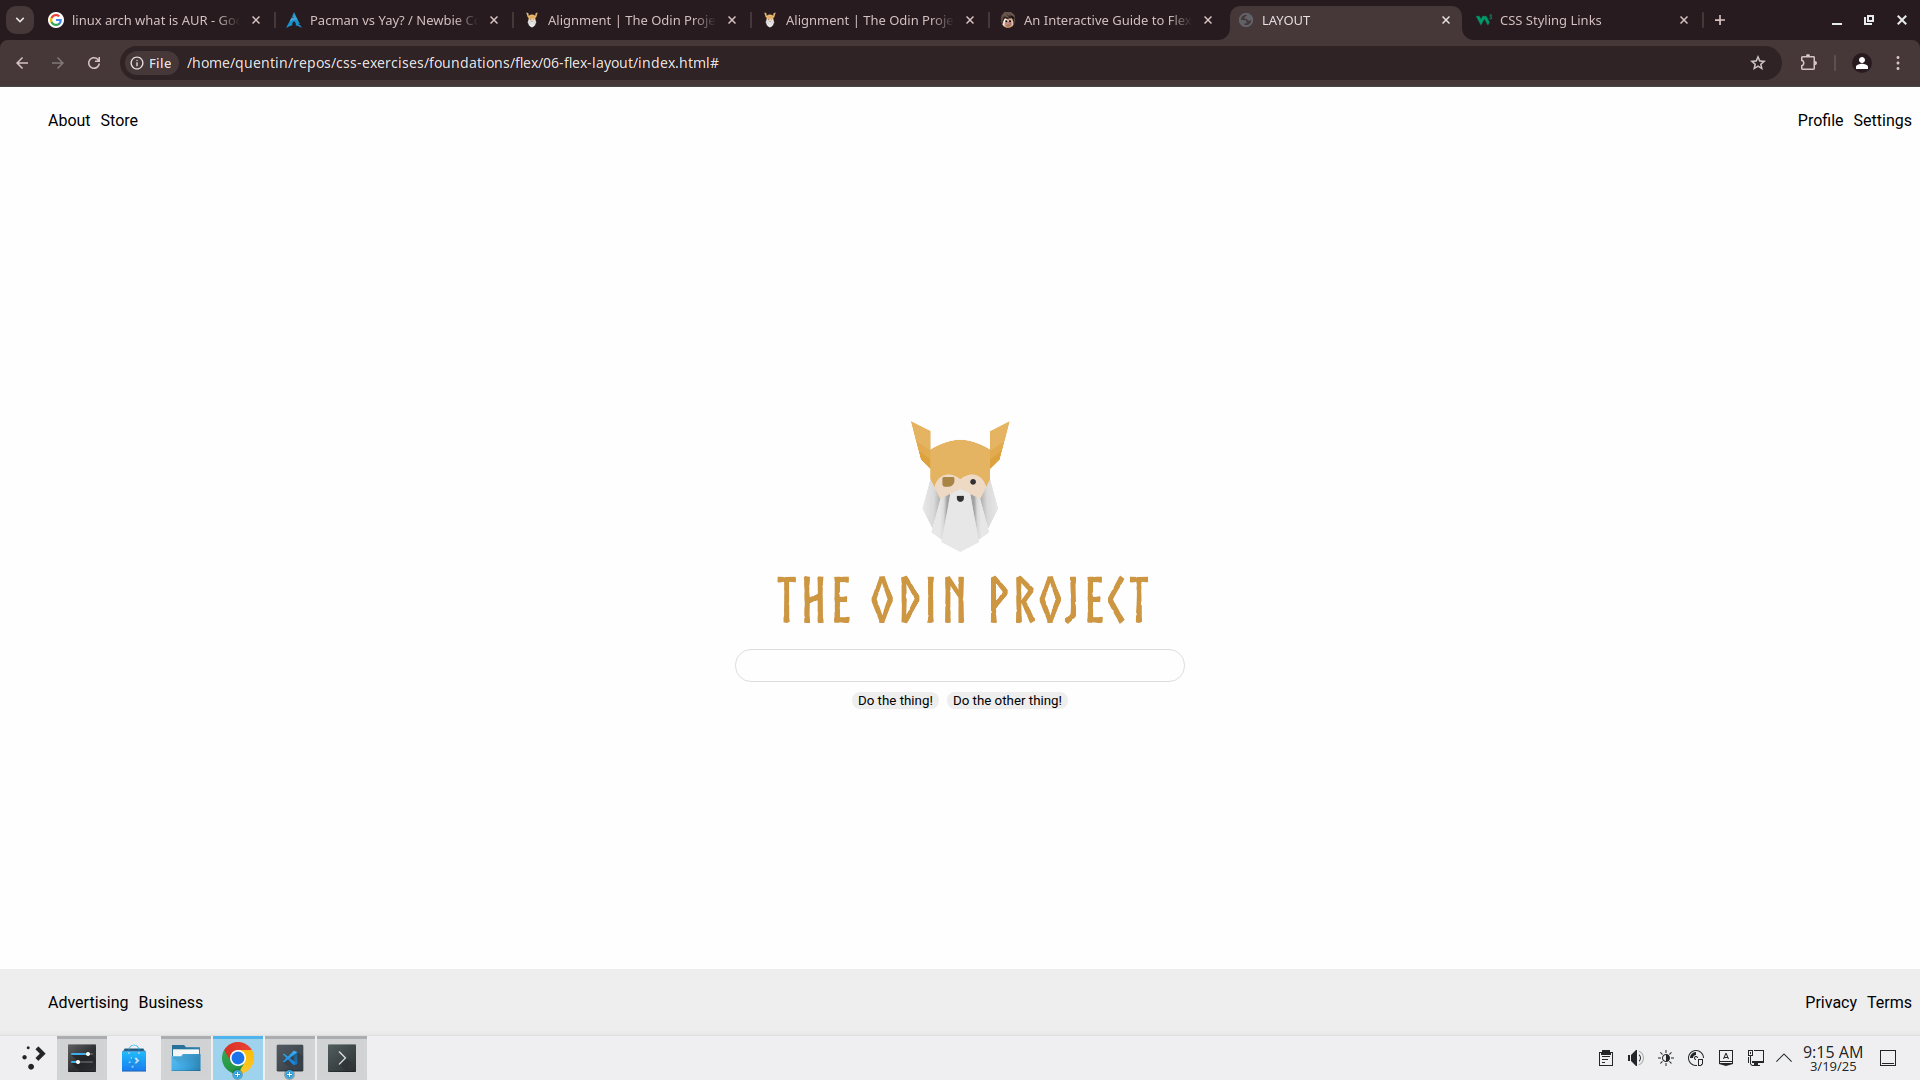 linux arch what is AUR - Go
Pacman vs Yay? / Newbie C
Alignment | The Odin Proje
Alignment | The Odin Proje
An Interactive Guide to Flex
LAYOUT
CSS Styling Links
File
/home/quentin/repos/css-exercises/foundations/flex/06-flex-layout/index.html#
About Store
Profile Settings
THE ODIN PROJECT
Do the thing!
Do the other thing!
Advertising Business
Privacy Terms
9:15 AM
3/19/25